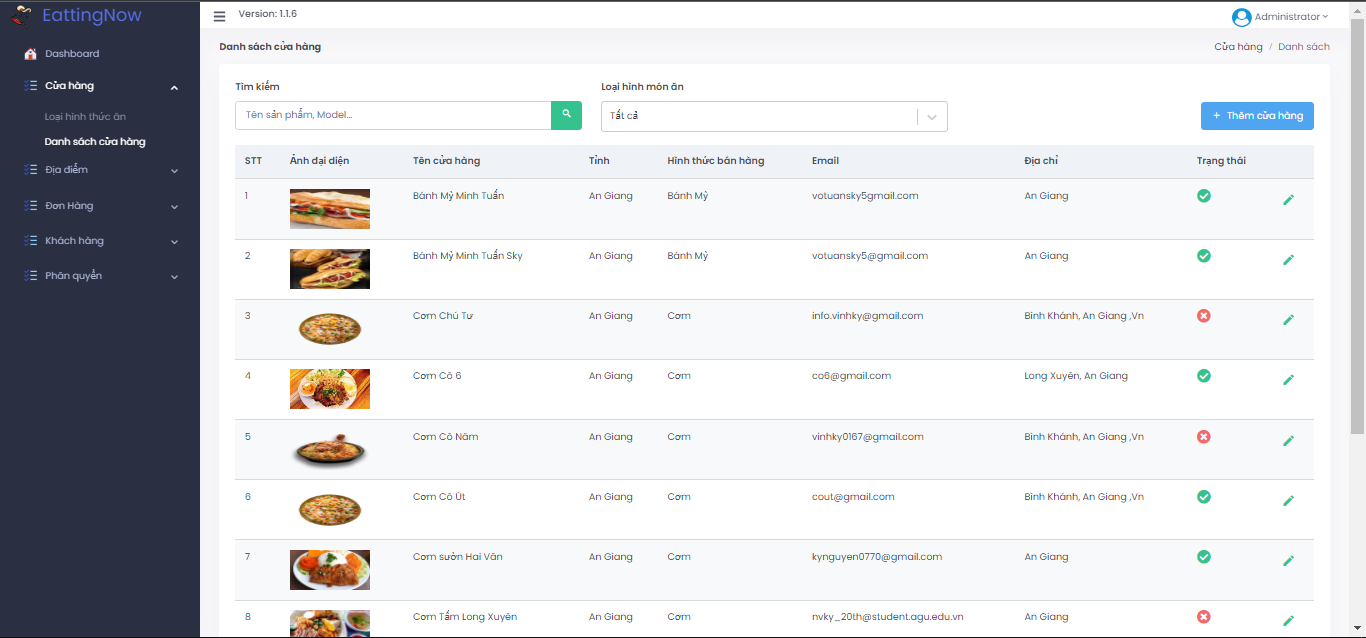 EattingNow
Version: 1.1.6
Administrator
Dashboard
Cửa hàng
Loại hình thức ăn
Danh sách cửa hàng
Địa điểm
Đơn Hàng
Khách hàng
Phân quyền
Danh sách cửa hàng
Cửa hàng / Danh sách
Tìm kiếm
Loại hình món ăn
Tên sản phẩm, Model...
Tất cả
+ Thêm cửa hàng
STT Ảnh đại diện Tên cửa hàng Tỉnh Hình thức bán hàng Email Địa chỉ Trạng thái
1 Bánh Mỳ Minh Tuấn An Giang Bánh Mỳ votuansky5gmail.com An Giang
2 Bánh Mỳ Minh Tuấn Sky An Giang Bánh Mỳ votuansky5@gmail.com An Giang
3 Cơm Chú Tư An Giang Cơm info.vinhky@gmail.com Bình Khánh, An Giang ,Vn
4 Cơm Cô 6 An Giang Cơm co6@gmail.com Long Xuyên, An Giang
5 Cơm Cô Năm An Giang Cơm vinhky0167@gmail.com Bình Khánh, An Giang ,Vn
6 Cơm Cô Út An Giang Cơm cout@gmail.com Bình Khánh, An Giang ,Vn
7 Cơm sườn Hai Vân An Giang Cơm kynguyen0770@gmail.com An Giang
8 Cơm Tấm Long Xuyên An Giang Cơm nvky_20th@student.agu.edu.vn An Giang